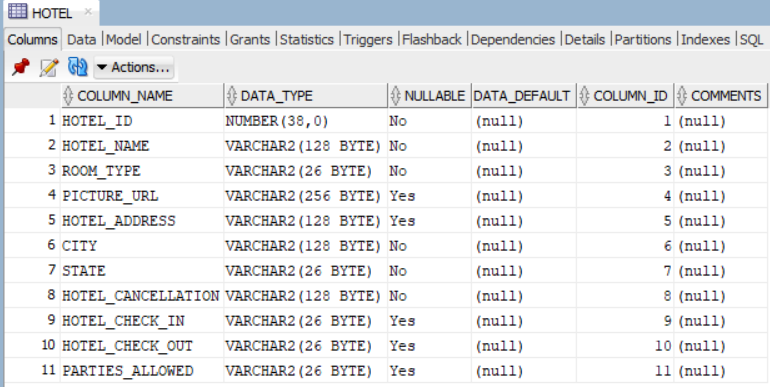 HOTEL
Columns Data Model Constraints Grants Statistics Triggers Flashback Dependencies Details Partitions Indexes SQL
Actions...
COLUMN_NAME DATA_TYPE NULLABLE DATA_DEFAULT COLUMN_ID COMMENTS
1 HOTEL_ID NUMBER(38,0) No (null) 1 (null)
2 HOTEL_NAME VARCHAR2(128 BYTE) No (null) 2 (null)
3 ROOM_TYPE VARCHAR2(26 BYTE) No (null) 3 (null)
4 PICTURE_URL VARCHAR2(256 BYTE) Yes (null) 4 (null)
5 HOTEL_ADDRESS VARCHAR2(128 BYTE) Yes (null) 5 (null)
6 CITY VARCHAR2(128 BYTE) No (null) 6 (null)
7 STATE VARCHAR2(26 BYTE) No (null) 7 (null)
8 HOTEL_CANCELLATION VARCHAR2(128 BYTE) No (null) 8 (null)
9 HOTEL_CHECK_IN VARCHAR2(26 BYTE) Yes (null) 9 (null)
10 HOTEL_CHECK_OUT VARCHAR2(26 BYTE) Yes (null) 10 (null)
11 PARTIES_ALLOWED VARCHAR2(26 BYTE) Yes (null) 11 (null)